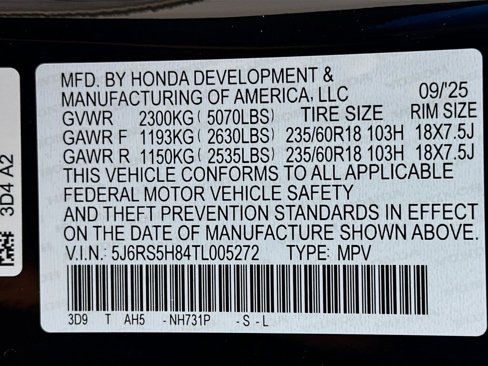 MFD. BY HONDA DEVELOPMENT &
MANUFACTURING OF AMERICA, LLC 09/'25
GVWR 2300KG (5070LBS) TIRE SIZE RIM SIZE
GAWR F 1193KG (2630LBS) 235/60R18 103H 18X7.5J
GAWR R 1150KG (2535LBS) 235/60R18 103H 18X7.5J
THIS VEHICLE CONFORMS TO ALL APPLICABLE
FEDERAL MOTOR VEHICLE SAFETY
AND THEFT PREVENTION STANDARDS IN EFFECT
ON THE DATE OF MANUFACTURE SHOWN ABOVE.
V.I.N.: 5J6RS5H84TL005272 TYPE: MPV
3D9 T AH5 - NH731P - S - L
3D4 A2